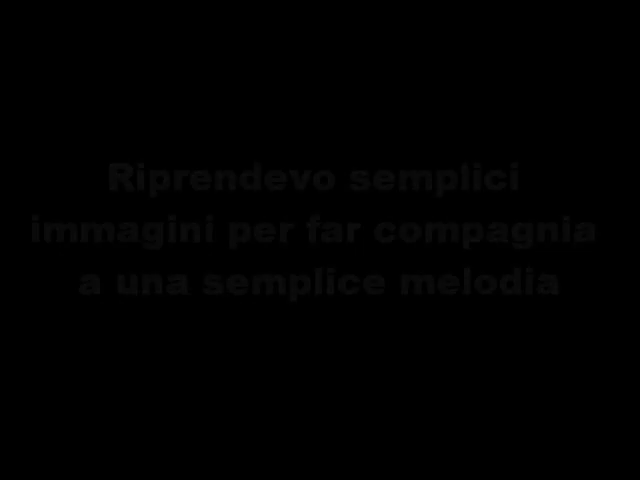 Riprendevo semplici
immagini per far compagnia
a una semplice melodia